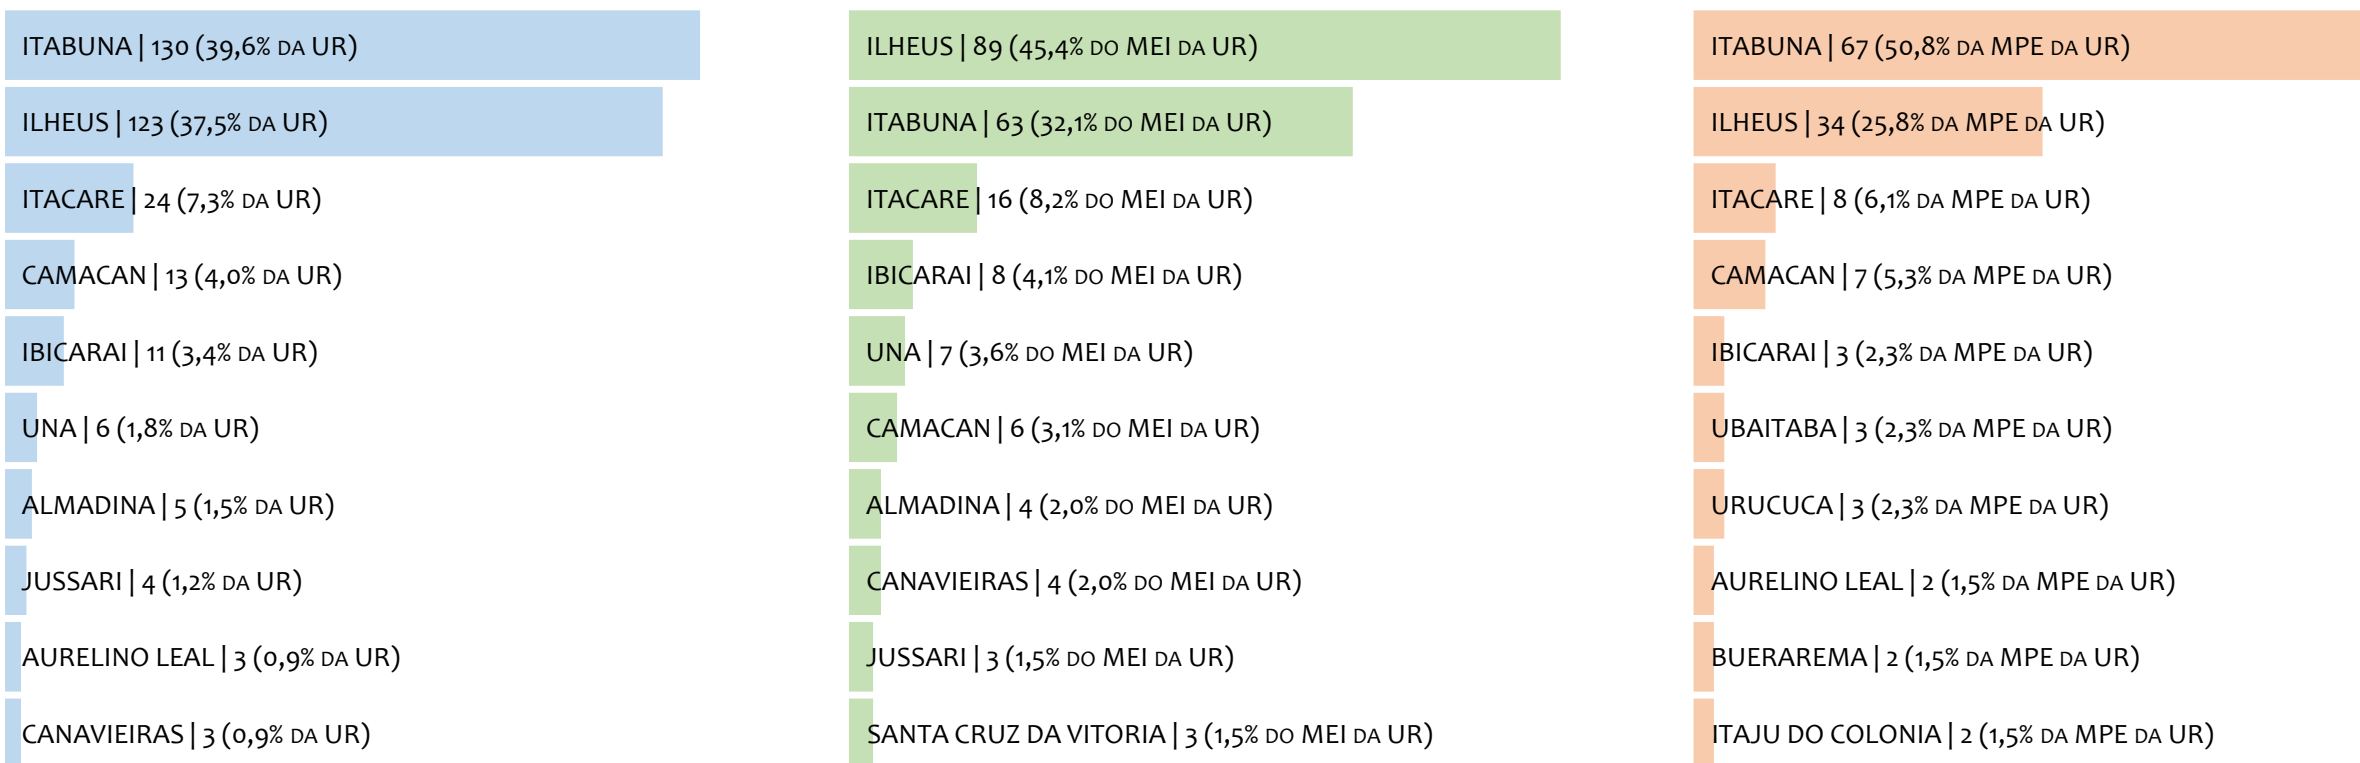 ITABUNA | 130 (39,6% DA UR)
ILHEUS | 123 (37,5% DA UR)
ITACARE | 24 (7,3% DA UR)
CAMACAN | 13 (4,0% DA UR)
IBICARAI | 11 (3,4% DA UR)
UNA | 6 (1,8% DA UR)
ALMADINA | 5 (1,5% DA UR)
JUSSARI | 4 (1,2% DA UR)
AURELINO LEAL | 3 (0,9% DA UR)
CANAVIEIRAS | 3 (0,9% DA UR)
ILHEUS | 89 (45,4% DO MEI DA UR)
ITABUNA | 63 (32,1% DO MEI DA UR)
ITACARE | 16 (8,2% DO MEI DA UR)
IBICARAI | 8 (4,1% DO MEI DA UR)
UNA | 7 (3,6% DO MEI DA UR)
CAMACAN | 6 (3,1% DO MEI DA UR)
ALMADINA | 4 (2,0% DO MEI DA UR)
CANAVIEIRAS | 4 (2,0% DO MEI DA UR)
JUSSARI | 3 (1,5% DO MEI DA UR)
SANTA CRUZ DA VITORIA | 3 (1,5% DO MEI DA UR)
ITABUNA | 67 (50,8% DA MPE DA UR)
ILHEUS | 34 (25,8% DA MPE DA UR)
ITACARE | 8 (6,1% DA MPE DA UR)
CAMACAN | 7 (5,3% DA MPE DA UR)
IBICARAI | 3 (2,3% DA MPE DA UR)
UBAITABA | 3 (2,3% DA MPE DA UR)
URUCUCA | 3 (2,3% DA MPE DA UR)
AURELINO LEAL | 2 (1,5% DA MPE DA UR)
BUERAREMA | 2 (1,5% DA MPE DA UR)
ITAJU DO COLONIA | 2 (1,5% DA MPE DA UR)